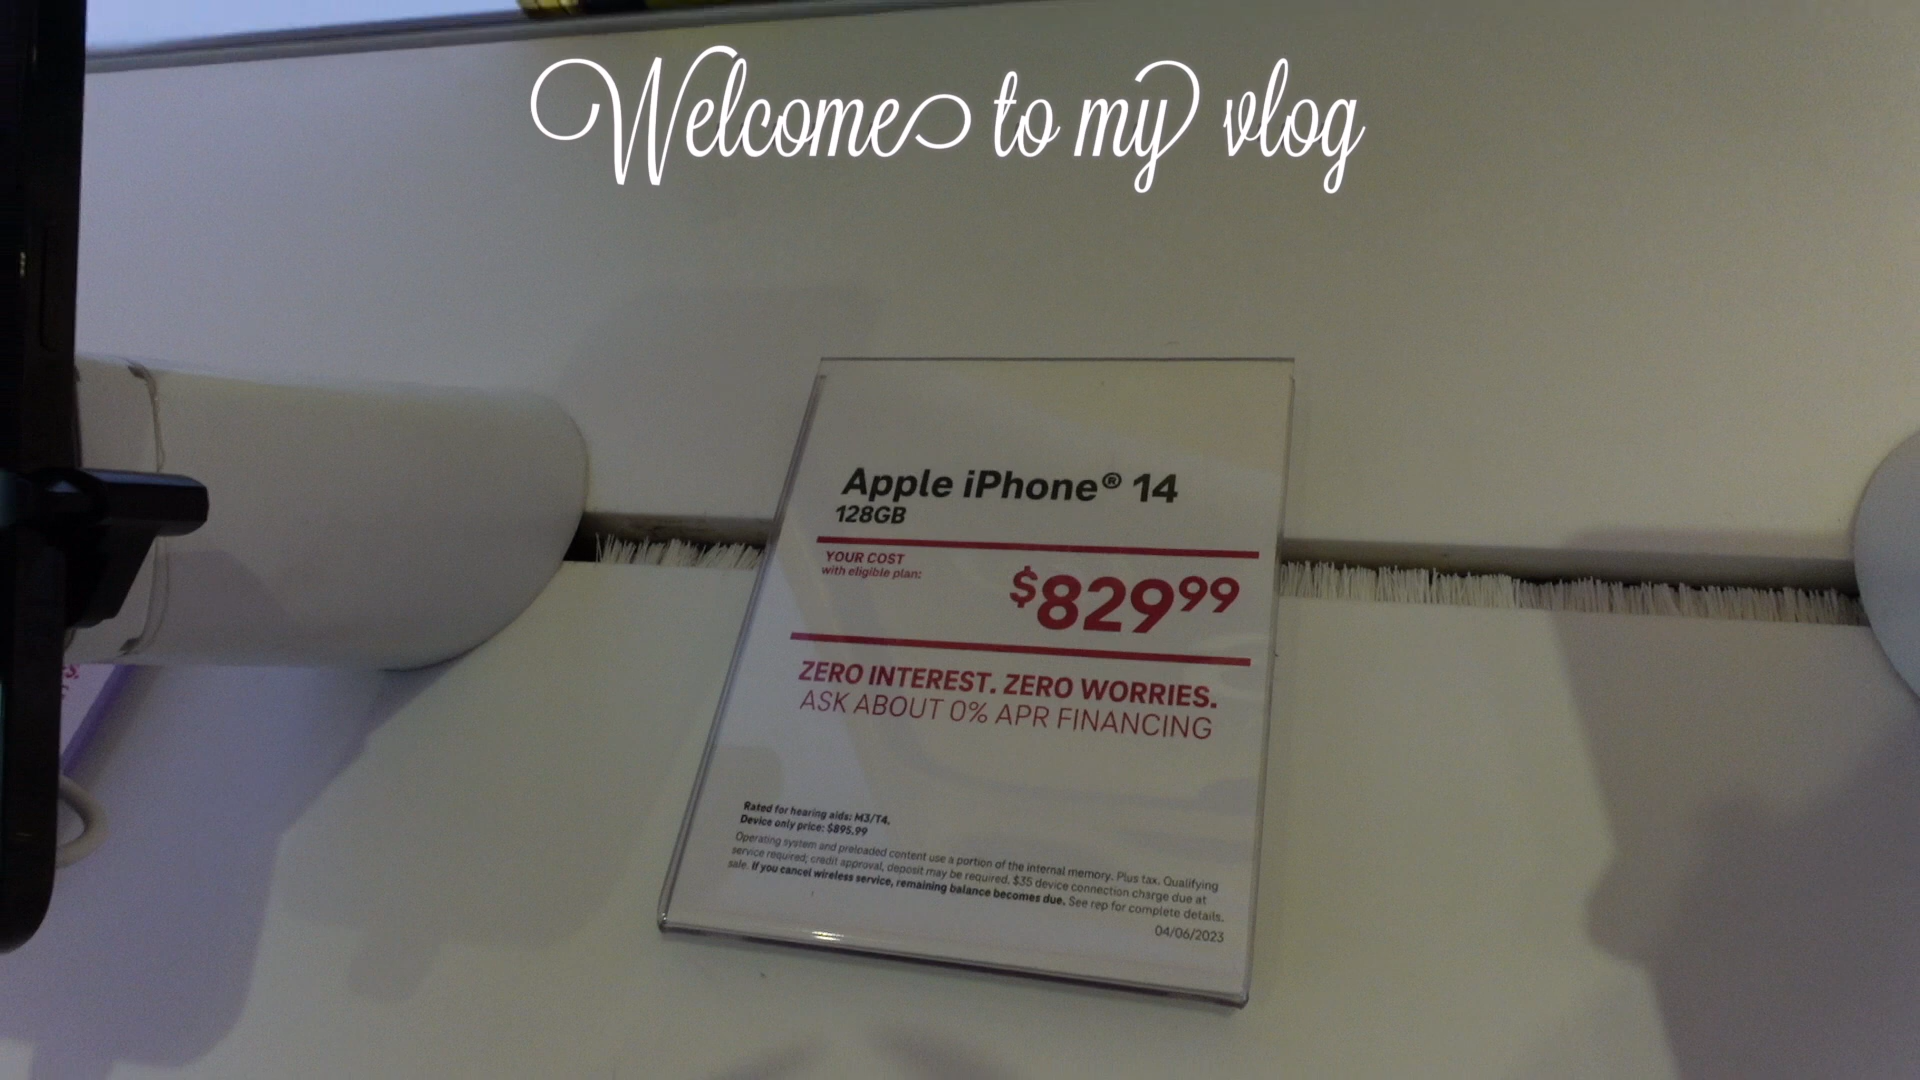 Welcome to my vlog
Apple iPhone® 14
128GB
YOUR COST
with eligible plan:
$829⁹⁹
ZERO INTEREST. ZERO WORRIES.
ASK ABOUT 0% APR FINANCING
Rated for hearing aids: M3/T4.
Device only price: $895.99
Operating system and preloaded content use a portion of the internal memory. Plus tax. Qualifying
service required; credit approval, deposit may be required. $35 device connection charge due at
sale. If you cancel wireless service, remaining balance becomes due. See rep for complete details.
04/06/2023